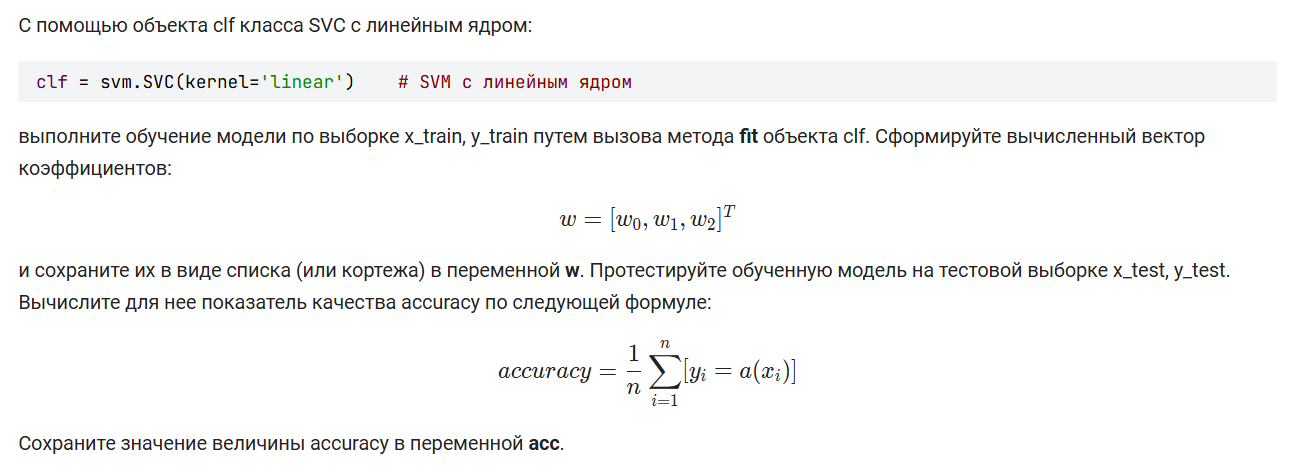 С помощью объекта clf класса SVC с линейным ядром:
clf = svm.SVC(kernel='linear')    # SVM с линейным ядром
выполните обучение модели по выборке x_train, y_train путем вызова метода fit объекта clf. Сформируйте вычисленный вектор
коэффициентов:
w = [w₀, w₁, w₂]ᵀ
и сохраните их в виде списка (или кортежа) в переменной w. Протестируйте обученную модель на тестовой выборке x_test, y_test.
Вычислите для нее показатель качества accuracy по следующей формуле:
accuracy = \frac{1}{n} \sum_{i=1}^{n} [y_i = a(x_i)]
Сохраните значение величины accuracy в переменной acc.